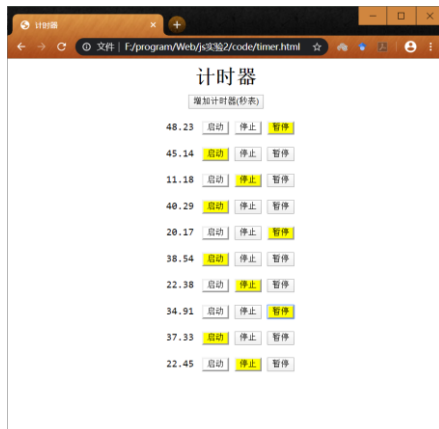 计时器
文件 | F:/program/Web/js实验2/code/timer.html
计时器
增加计时器(秒表)
48.23 启动 停止 暂停
45.14 启动 停止 暂停
11.18 启动 停止 暂停
40.29 启动 停止 暂停
20.17 启动 停止 暂停
38.54 启动 停止 暂停
22.38 启动 停止 暂停
34.91 启动 停止 暂停
37.33 启动 停止 暂停
22.45 启动 停止 暂停